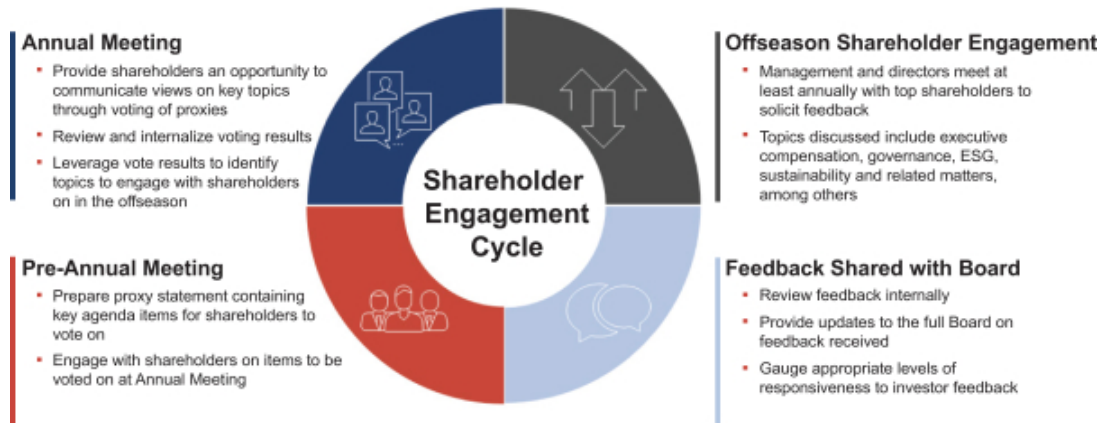 Annual Meeting
Provide shareholders an opportunity to
communicate views on key topics
through voting of proxies
Review and internalize voting results
Leverage vote results to identify
topics to engage with shareholders
on in the offseason
Pre-Annual Meeting
Prepare proxy statement containing
key agenda items for shareholders to
vote on
Engage with shareholders on items to be
voted on at Annual Meeting
Shareholder
Engagement
Cycle
Offseason Shareholder Engagement
Management and directors meet at
least annually with top shareholders to
solicit feedback
Topics discussed include executive
compensation, governance, ESG,
sustainability and related matters,
among others
Feedback Shared with Board
Review feedback internally
Provide updates to the full Board on
feedback received
Gauge appropriate levels of
responsiveness to investor feedback